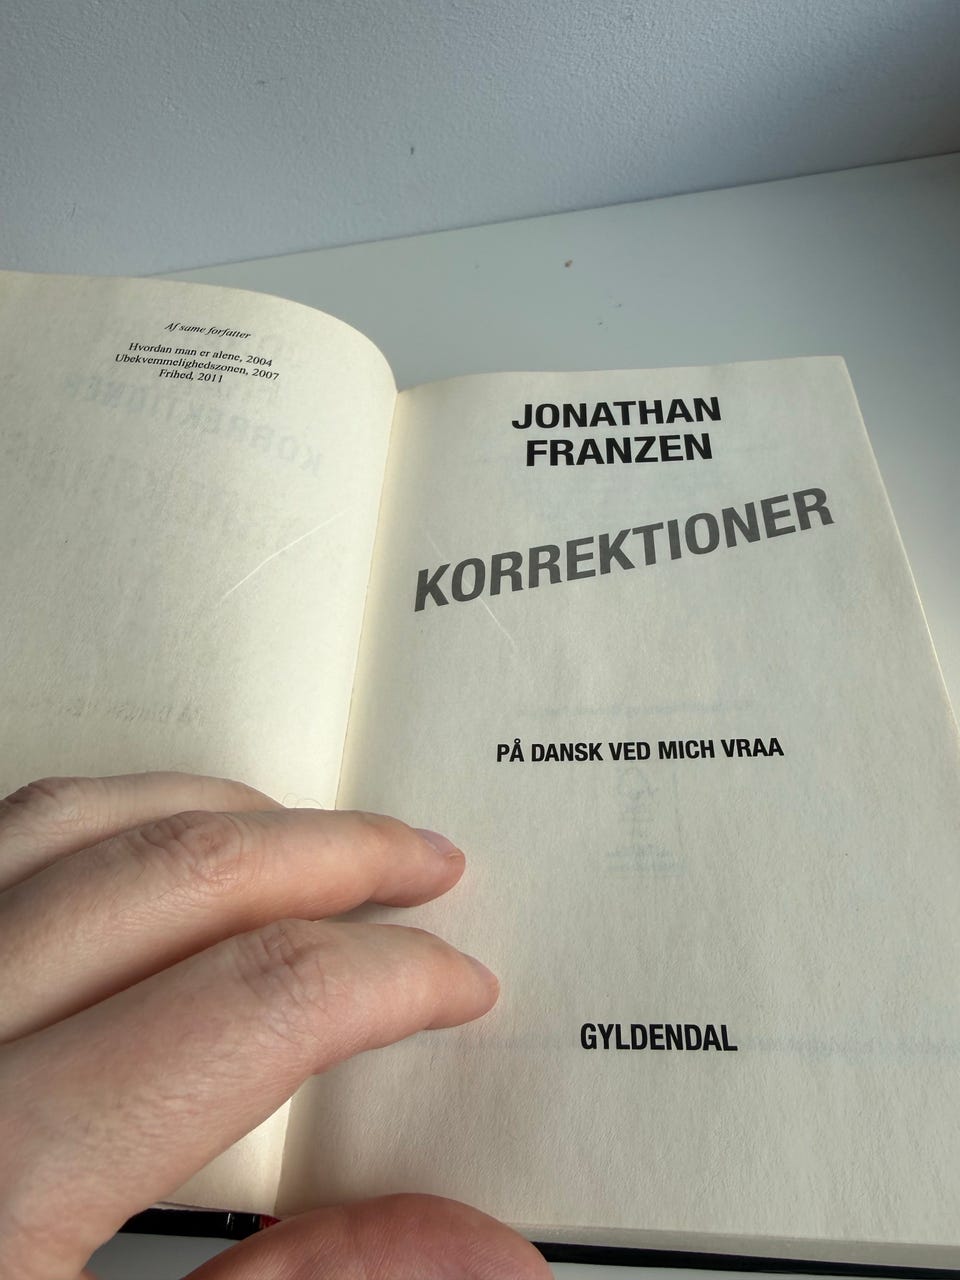 Af same forfatter
Hvordan man er alene, 2004
Ubekvemmelighedszonen, 2007
Frihed, 2011
JONATHAN
FRANZEN
KORREKTIONER
PÅ DANSK VED MICH VRAA
GYLDENDAL